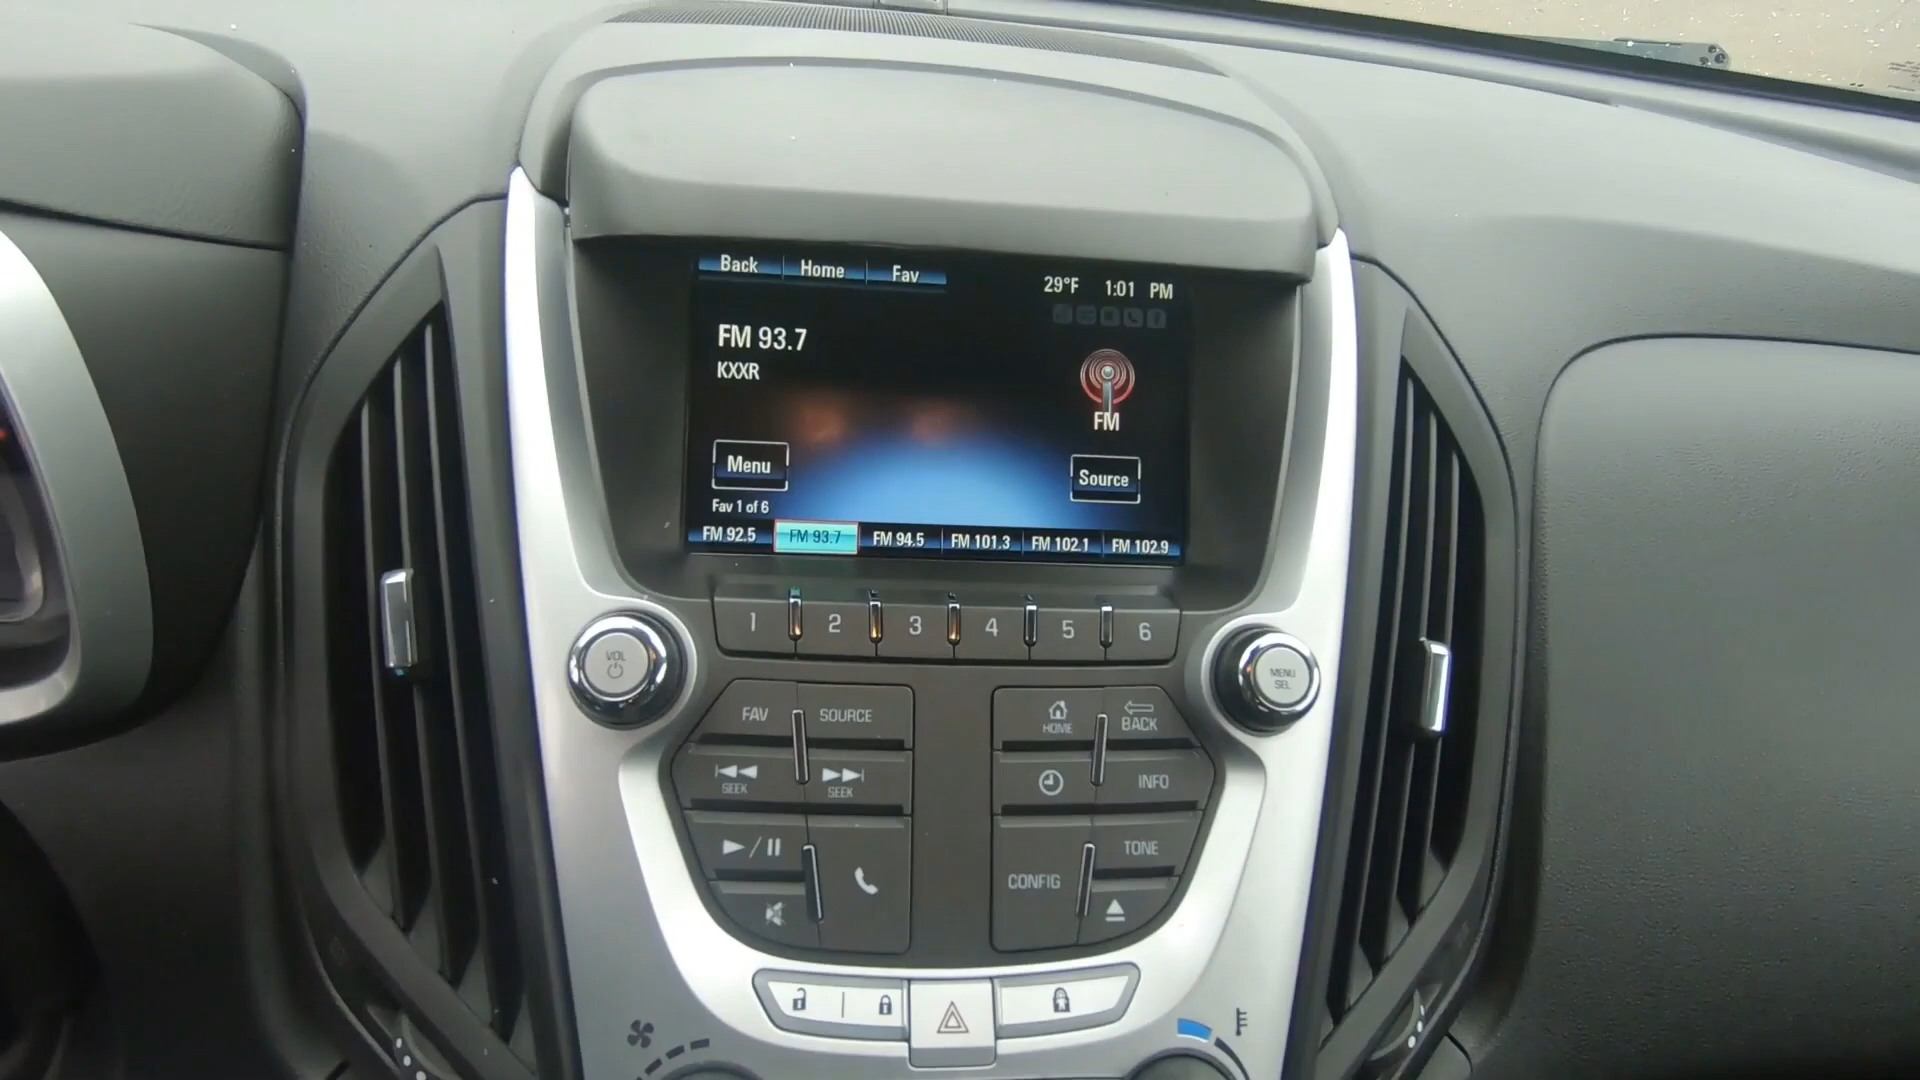 Back Home Fav
29°F 1:01 PM
FM 93.7
KXXR
FM
Menu
Source
Fav 1 of 6
FM 92.5 FM 93.7 FM 94.5 FM 101.3 FM 102.1 FM 102.9
1 2 3 4 5 6
VOL
MENU
SEL
FAV SOURCE
HOME BACK
SEEK SEEK
INFO
TONE
CONFIG